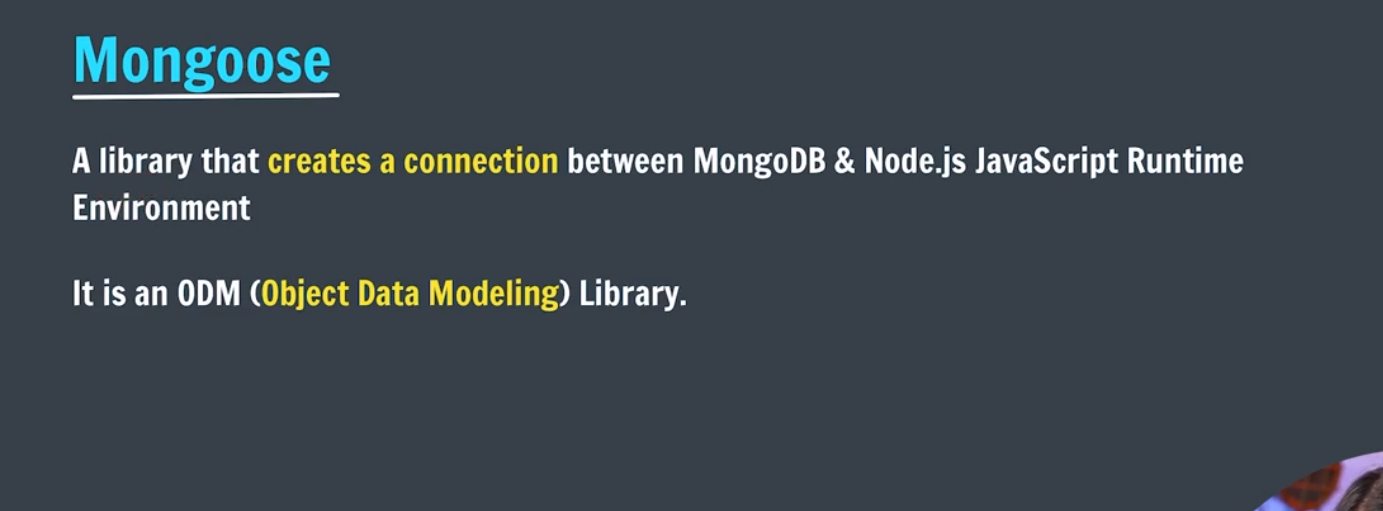 Mongoose
A library that creates a connection between MongoDB & Node.js JavaScript Runtime
Environment
It is an ODM (Object Data Modeling) Library.